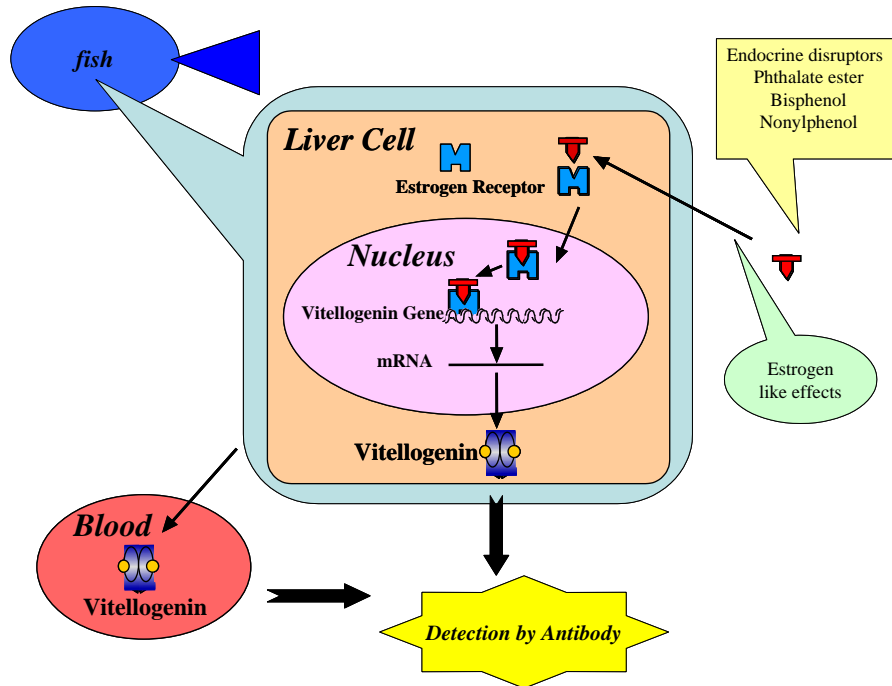 fish
Endocrine disruptors
Phthalate ester
Bisphenol
Nonylphenol
Liver Cell
Estrogen Receptor
Nucleus
Vitellogenin Gene
mRNA
Estrogen
like effects
Vitellogenin
Blood
Vitellogenin
Detection by Antibody